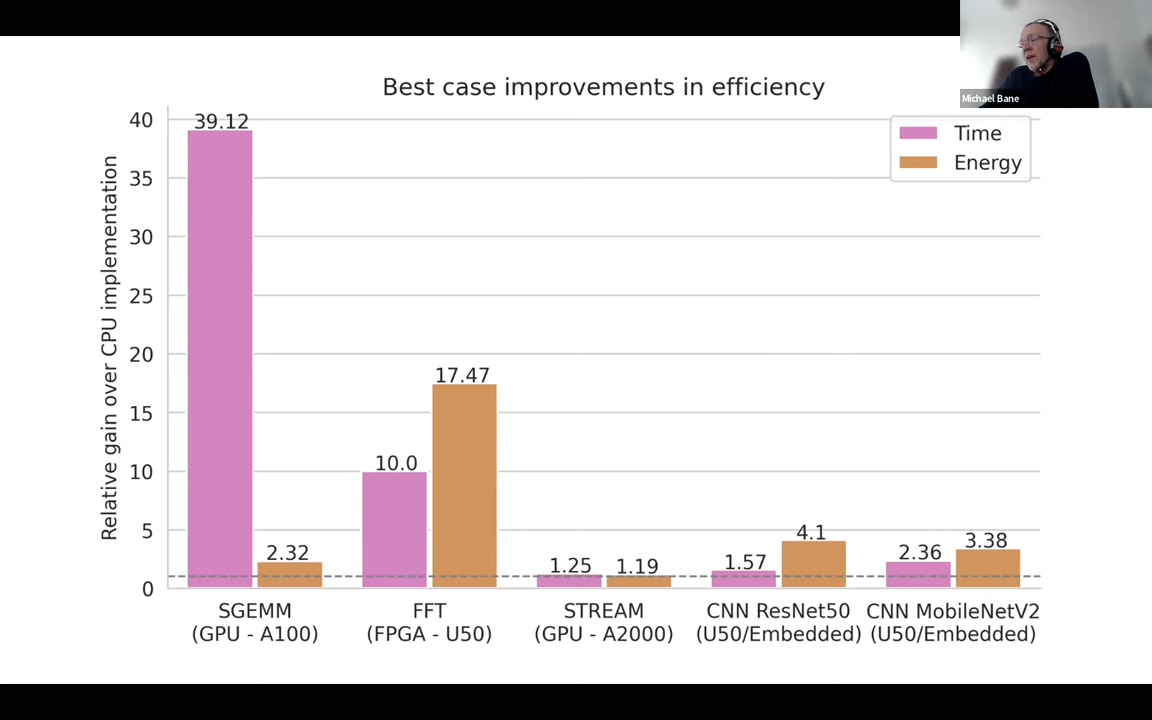 Michael Bane
Best case improvements in efficiency
Time
Energy
Relative gain over CPU implementation
40
35
30
25
20
15
10
5
0
39.12
2.32
10.0
17.47
1.25
1.19
1.57
4.1
2.36
3.38
SGEMM
(GPU - A100)
FFT
(FPGA - U50)
STREAM
(GPU - A2000)
CNN ResNet50
(U50/Embedded)
CNN MobileNetV2
(U50/Embedded)